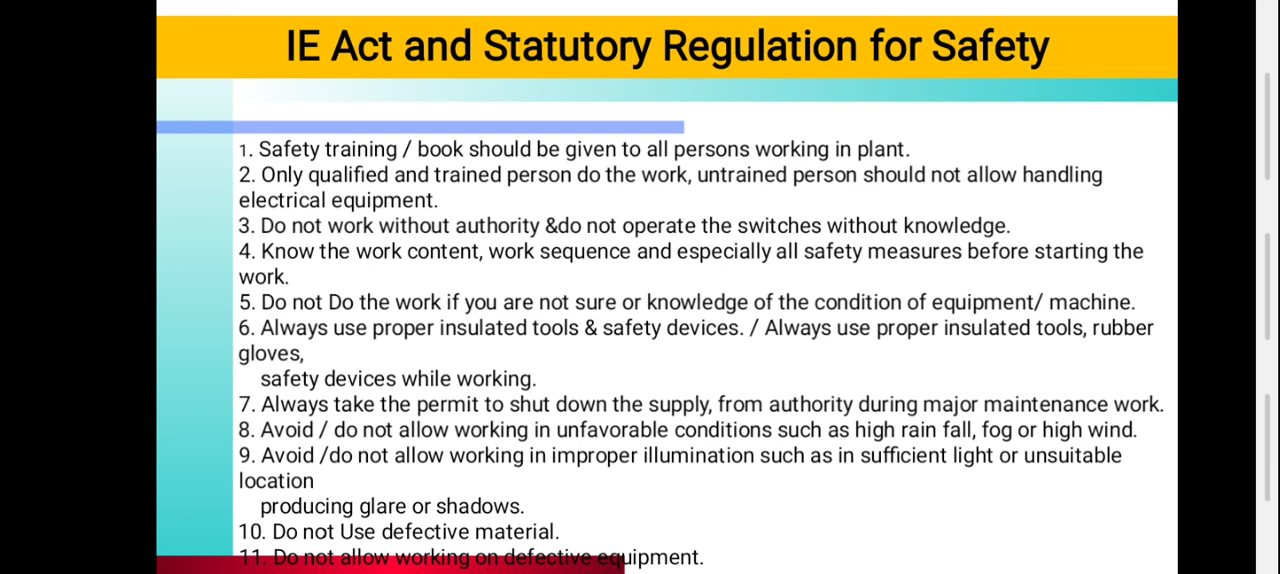 IE Act and Statutory Regulation for Safety
1. Safety training / book should be given to all persons working in plant.
2. Only qualified and trained person do the work, untrained person should not allow handling
electrical equipment.
3. Do not work without authority &do not operate the switches without knowledge.
4. Know the work content, work sequence and especially all safety measures before starting the
work.
5. Do not Do the work if you are not sure or knowledge of the condition of equipment/ machine.
6. Always use proper insulated tools & safety devices. / Always use proper insulated tools, rubber
gloves,
safety devices while working.
7. Always take the permit to shut down the supply, from authority during major maintenance work.
8. Avoid / do not allow working in unfavorable conditions such as high rain fall, fog or high wind.
9. Avoid /do not allow working in improper illumination such as in sufficient light or unsuitable
location
producing glare or shadows.
10. Do not Use defective material.
11. Do not allow working on defective equipment.